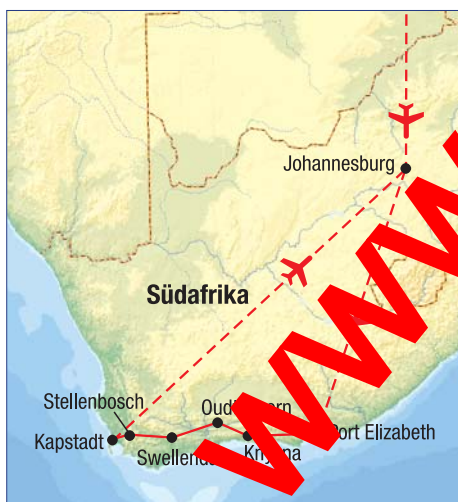 Johannesburg
Südafrika
Stellenbosch
Kapstadt
Port Elizabeth
WWW